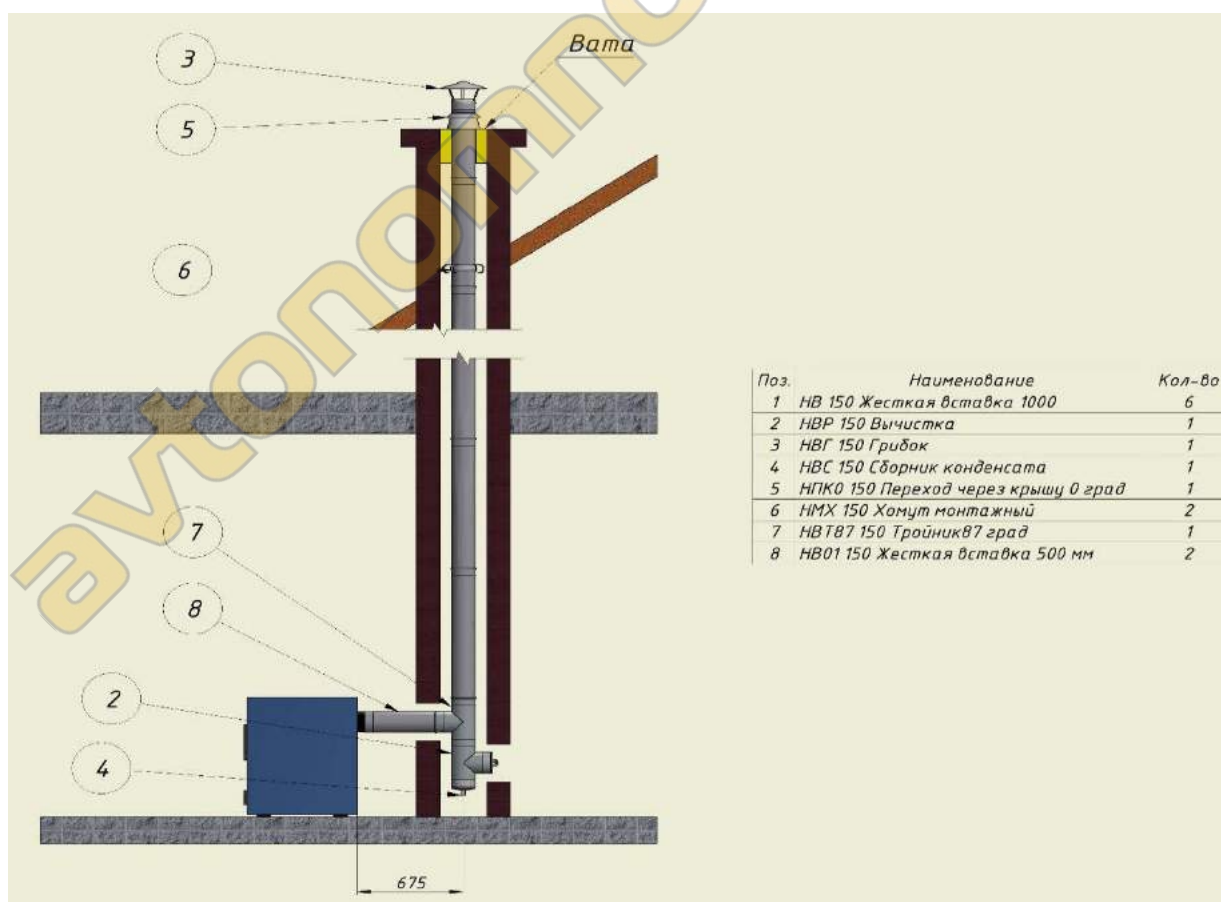 3
Вата
5
6
7
8
2
4
675
Поз. Наименование Кол-во
1 НВ 150 Жесткая вставка 1000 6
2 НВР 150 Вычистка 1
3 НВГ 150 Грибок 1
4 НВС 150 Сборник конденсата 1
5 НПК0 150 Переход через крышу 0 град 1
6 НМХ 150 Хомут монтажный 2
7 НВТ87 150 Тройник87 град 1
8 НВ01 150 Жесткая вставка 500 мм 2
avtonomno